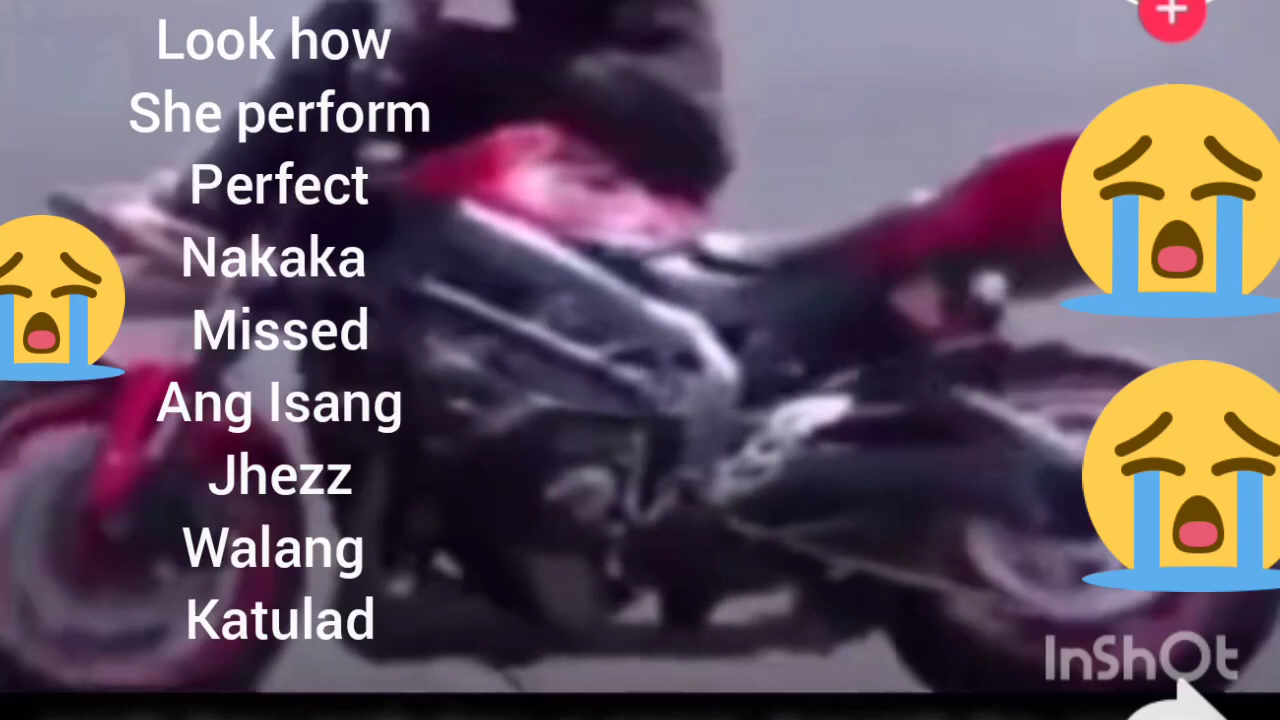 Look how
She perform
Perfect
Nakaka
Missed
Ang Isang
Jhezz
Walang
Katulad
InShOt